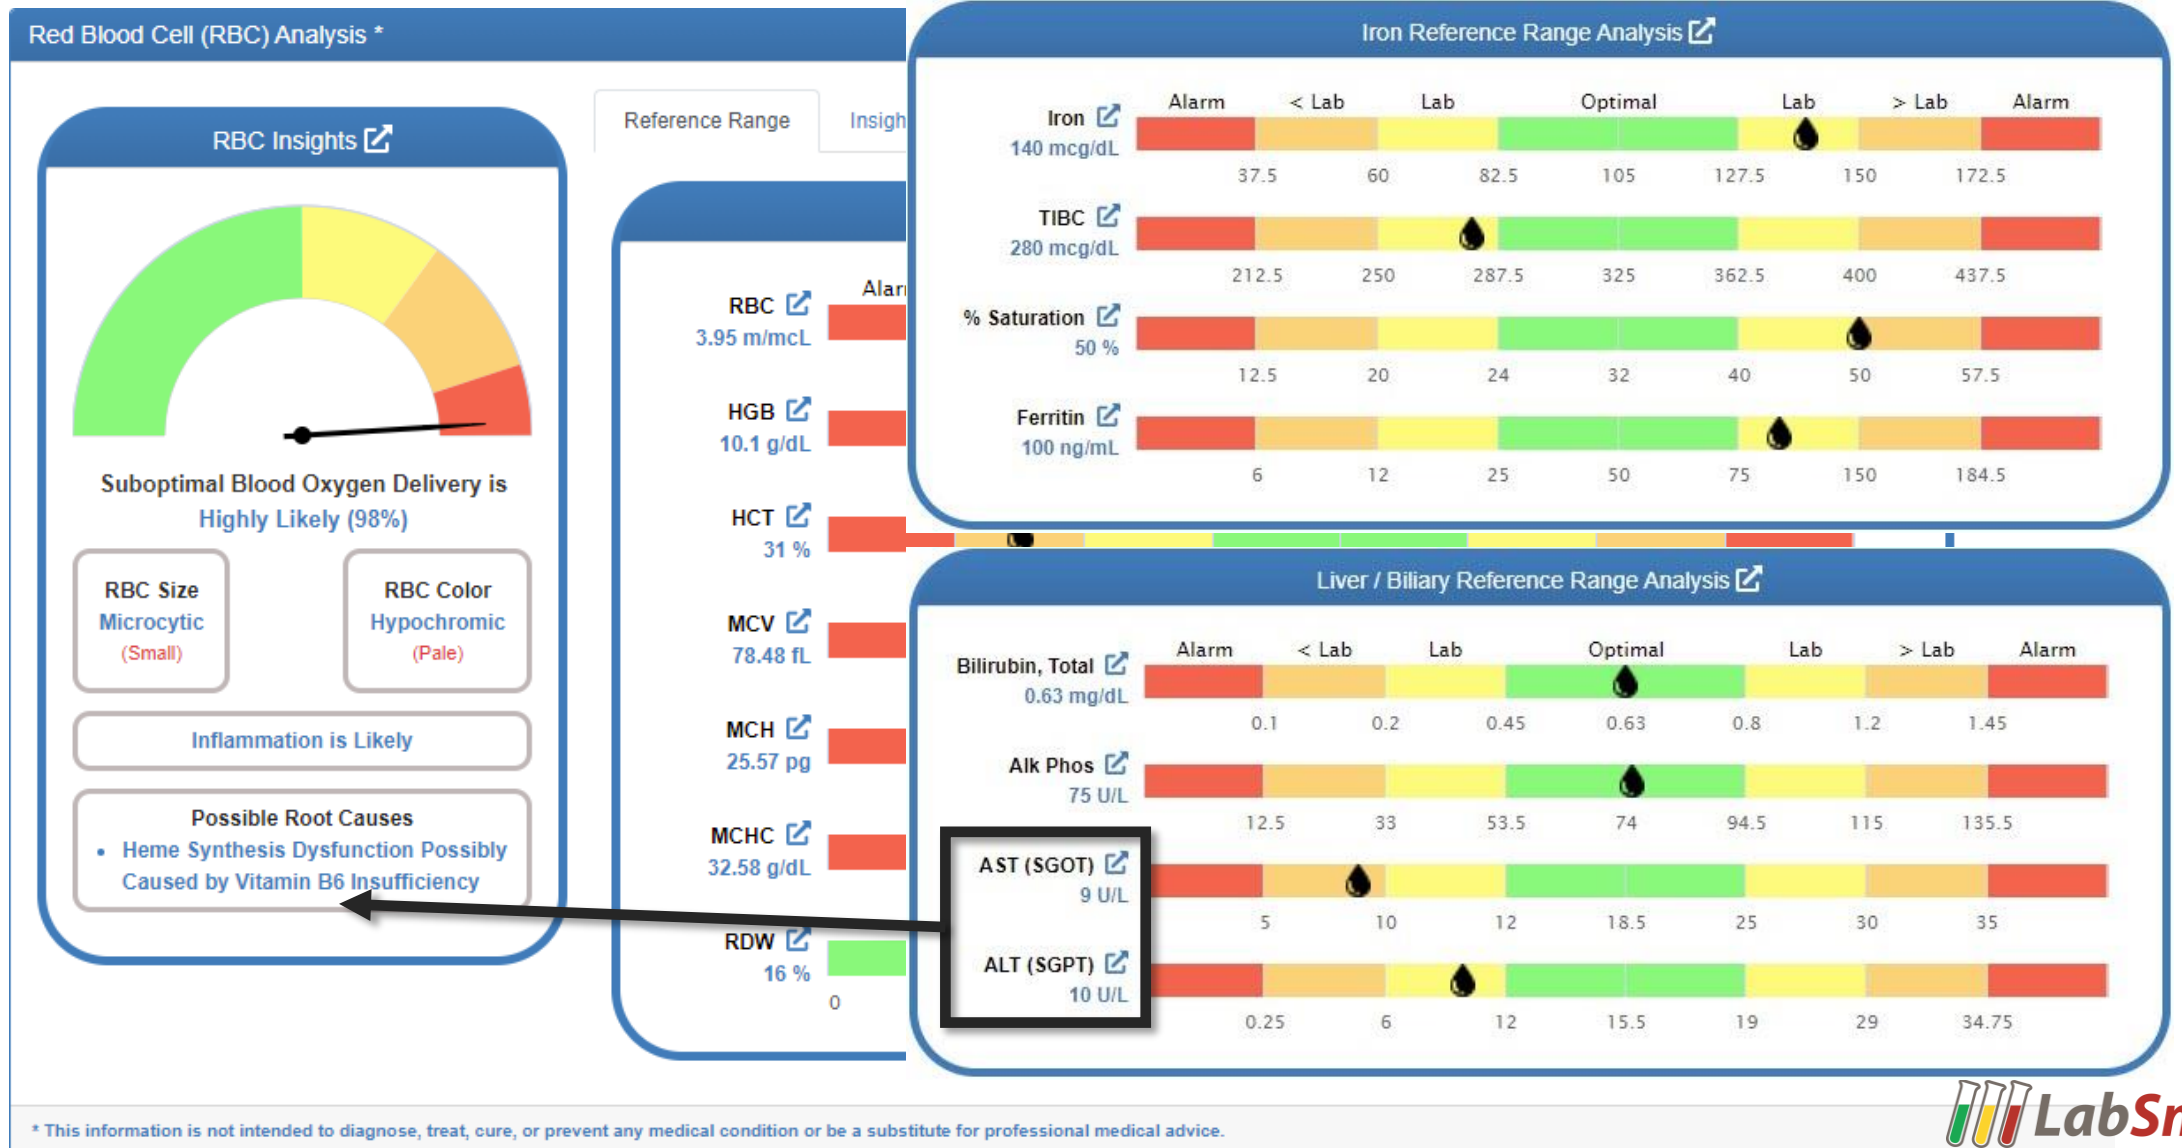 Red Blood Cell (RBC) Analysis *
RBC Insights
Suboptimal Blood Oxygen Delivery is
Highly Likely (98%)
RBC Size
Microcytic
(Small)
RBC Color
Hypochromic
(Pale)
Inflammation is Likely
Possible Root Causes
• Heme Synthesis Dysfunction Possibly
Caused by Vitamin B6 Insufficiency
Reference Range Insigh
Alarr
RBC
3.95 m/mcL
HGB
10.1 g/dL
HCT
31 %
MCV
78.48 fL
MCH
25.57 pg
MCHC
32.58 g/dL
RDW
16 %
0
Iron Reference Range Analysis
Alarm < Lab Lab Optimal Lab > Lab Alarm
Iron
140 mcg/dL
37.5 60 82.5 105 127.5 150 172.5
TIBC
280 mcg/dL
212.5 250 287.5 325 362.5 400 437.5
% Saturation
50 %
12.5 20 24 32 40 50 57.5
Ferritin
100 ng/mL
6 12 25 50 75 150 184.5
Liver / Biliary Reference Range Analysis
Alarm < Lab Lab Optimal Lab > Lab Alarm
Bilirubin, Total
0.63 mg/dL
0.1 0.2 0.45 0.63 0.8 1.2 1.45
Alk Phos
75 U/L
12.5 33 53.5 74 94.5 115 135.5
AST (SGOT)
9 U/L
5 10 12 18.5 25 30 35
ALT (SGPT)
10 U/L
0.25 6 12 15.5 19 29 34.75
* This information is not intended to diagnose, treat, cure, or prevent any medical condition or be a substitute for professional medical advice.
LabSm